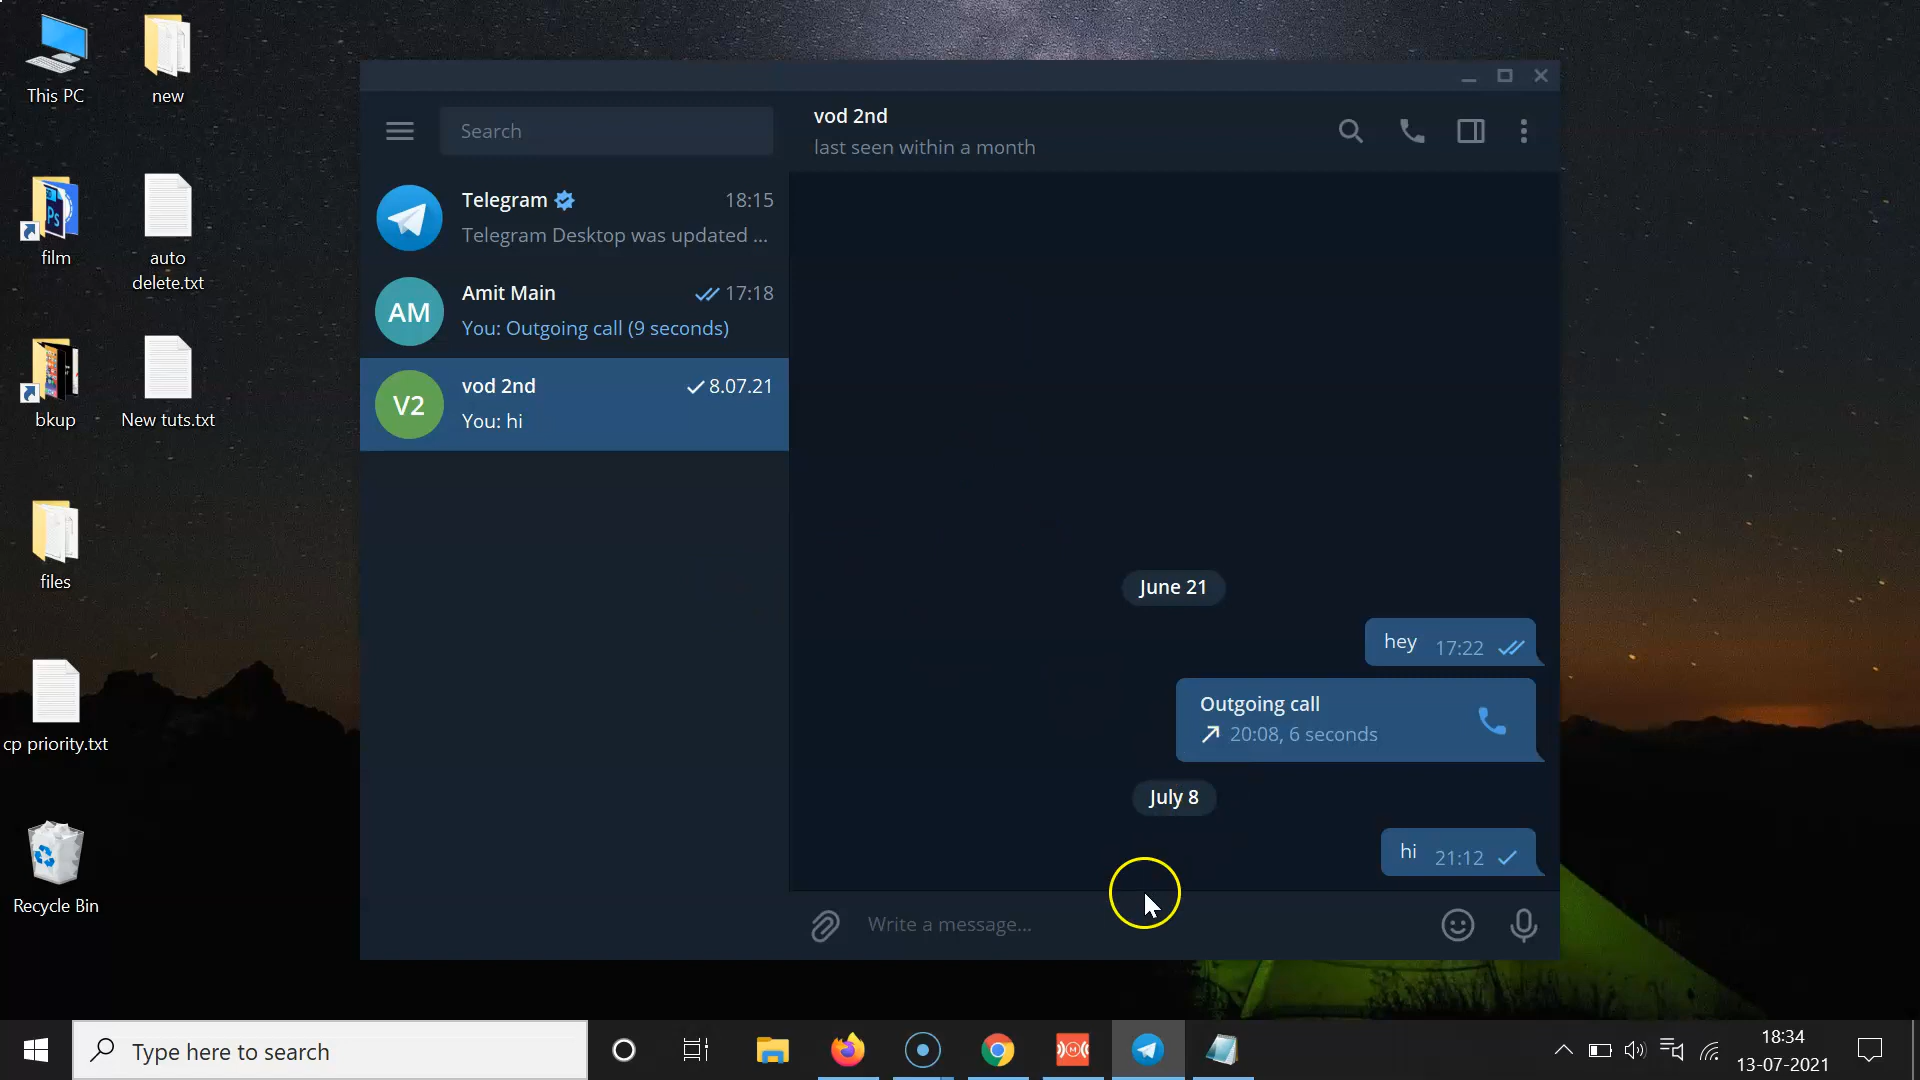 This PC
new
film
auto
delete.txt
bkup
New tuts.txt
files
cp priority.txt
Recycle Bin
Search
Telegram 18:15
Telegram Desktop was updated ...
AM
Amit Main 17:18
You: Outgoing call (9 seconds)
V2
vod 2nd 8.07.21
You: hi
vod 2nd
last seen within a month
June 21
hey 17:22
Outgoing call
20:08, 6 seconds
July 8
hi 21:12
Write a message...
Type here to search
18:34
13-07-2021
Ps
M